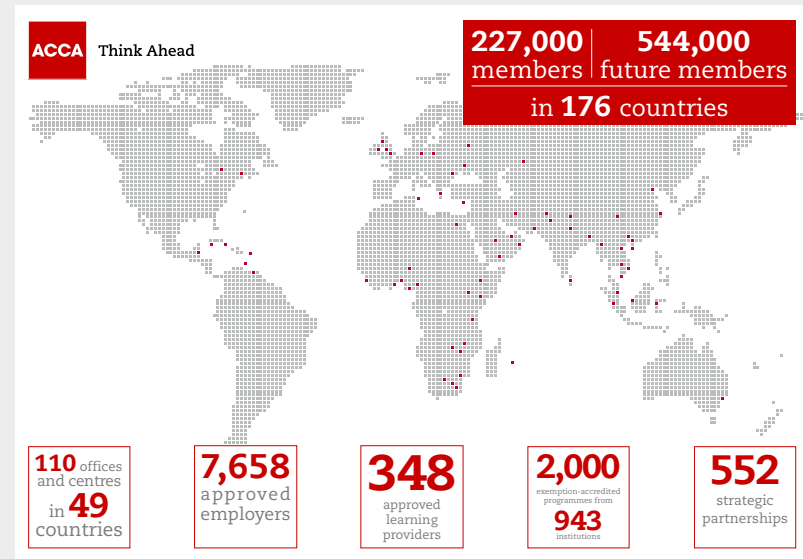 ACCA
Think Ahead
227,000 544,000
members future members
in 176 countries
110 offices
and centres
in 49
countries
7,658
approved
employers
348
approved
learning
providers
2,000
exemption-accredited
programmes from
943
institutions
552
strategic
partnerships